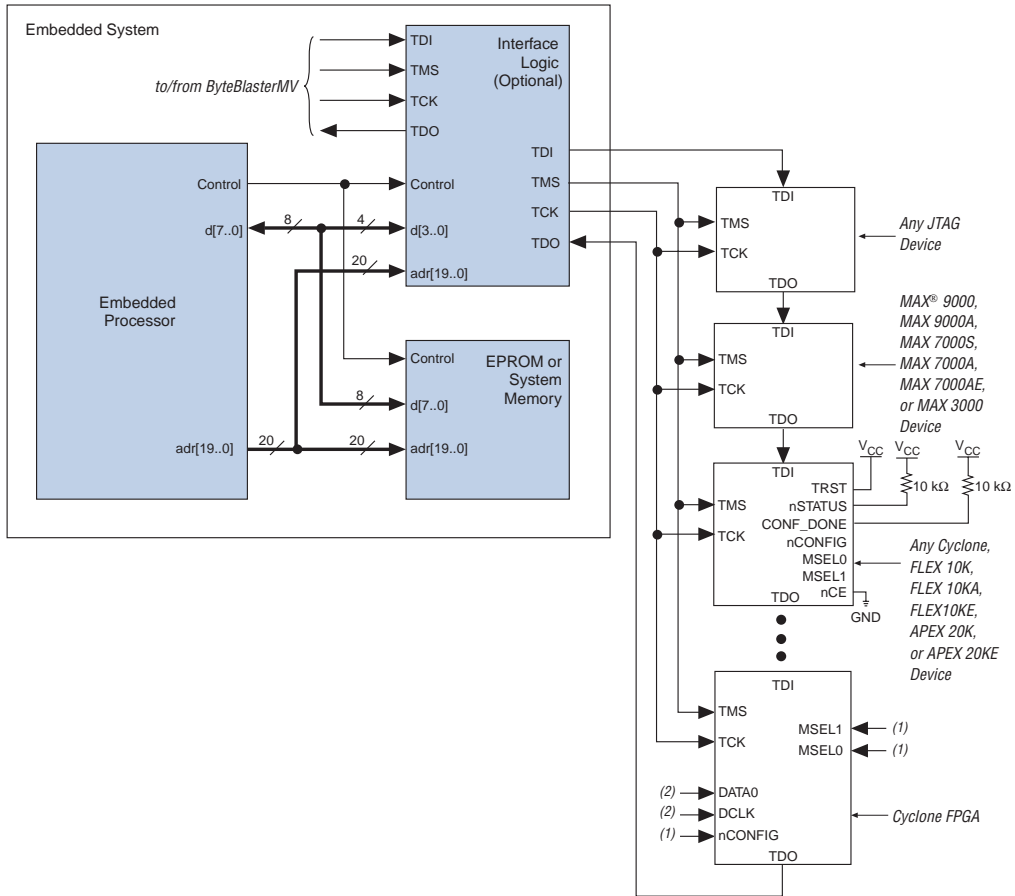 Embedded System
to/from ByteBlasterMV
TDI
TMS
TCK
TDO
Interface
Logic
(Optional)
TDI
TMS
TCK
TDO
Control
d[3..0]
adr[19..0]
Control
d[7..0]
Embedded
Processor
adr[19..0]
8
4
20
8
20
20
Control
d[7..0]
adr[19..0]
EPROM or
System
Memory
TDI
TMS
TCK
TDO
Any JTAG
Device
TDI
TMS
TCK
TDO
MAX® 9000,
MAX 9000A,
MAX 7000S,
MAX 7000A,
MAX 7000AE,
or MAX 3000
Device
VCC
VCC
VCC
10 kΩ
10 kΩ
TDI
TMS
TCK
TRST
nSTATUS
CONF_DONE
nCONFIG
MSEL0
MSEL1
nCE
TDO
GND
Any Cyclone,
FLEX 10K,
FLEX 10KA,
FLEX10KE,
APEX 20K,
or APEX 20KE
Device
TDI
TMS
TCK
MSEL1
(1)
MSEL0
(1)
(2)
DATA0
(2)
DCLK
(1)
nCONFIG
TDO
Cyclone FPGA